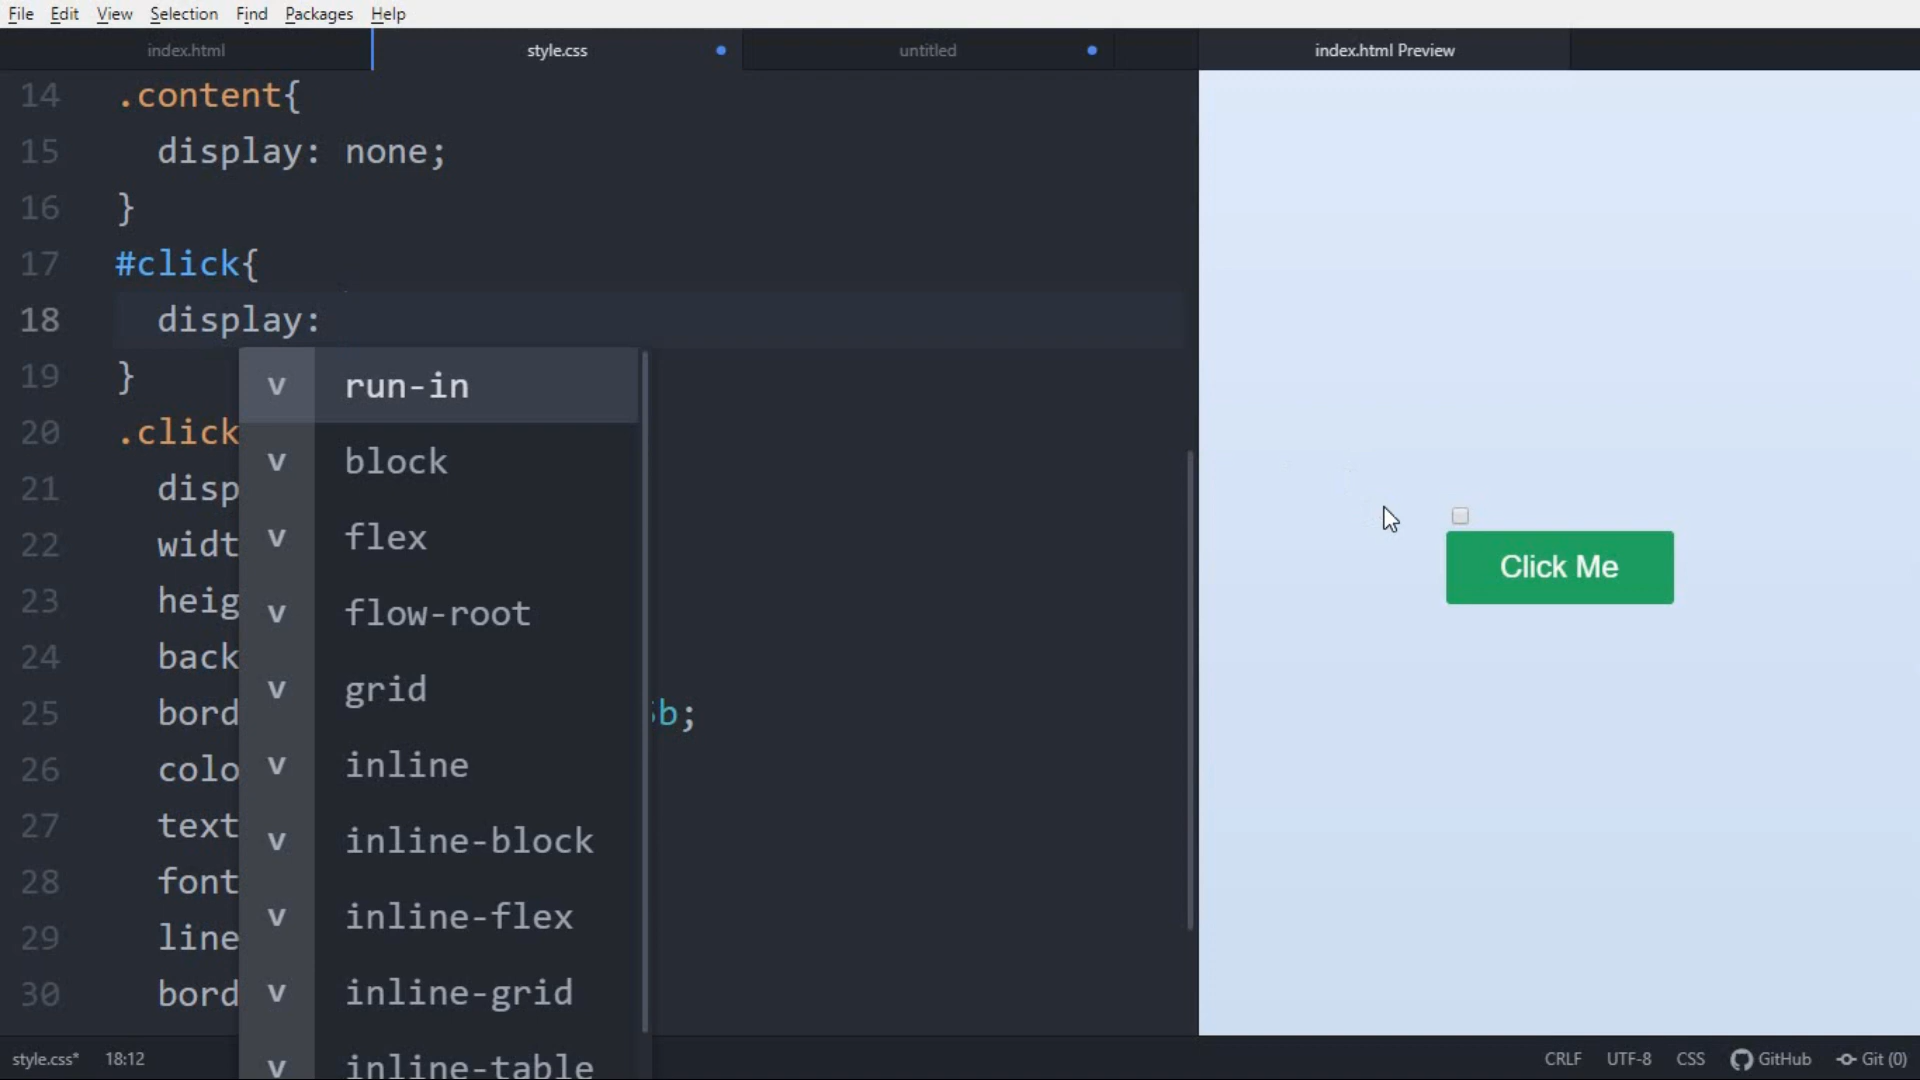 File Edit View Selection Find Packages Help
index.html style.css untitled index.html Preview
14 .content{
15 display: none;
16 }
17 #click{
18 display:
19 }
20 .click
21 disp
22 widt
23 heig
24 back
25 bord b;
26 colo
27 text
28 font
29 line
30 bord
v run-in
v block
v flex
v flow-root
v grid
v inline
v inline-block
v inline-flex
v inline-grid
v inline-table
Click Me
style.css* 18:12 CRLF UTF-8 CSS GitHub Git (0)